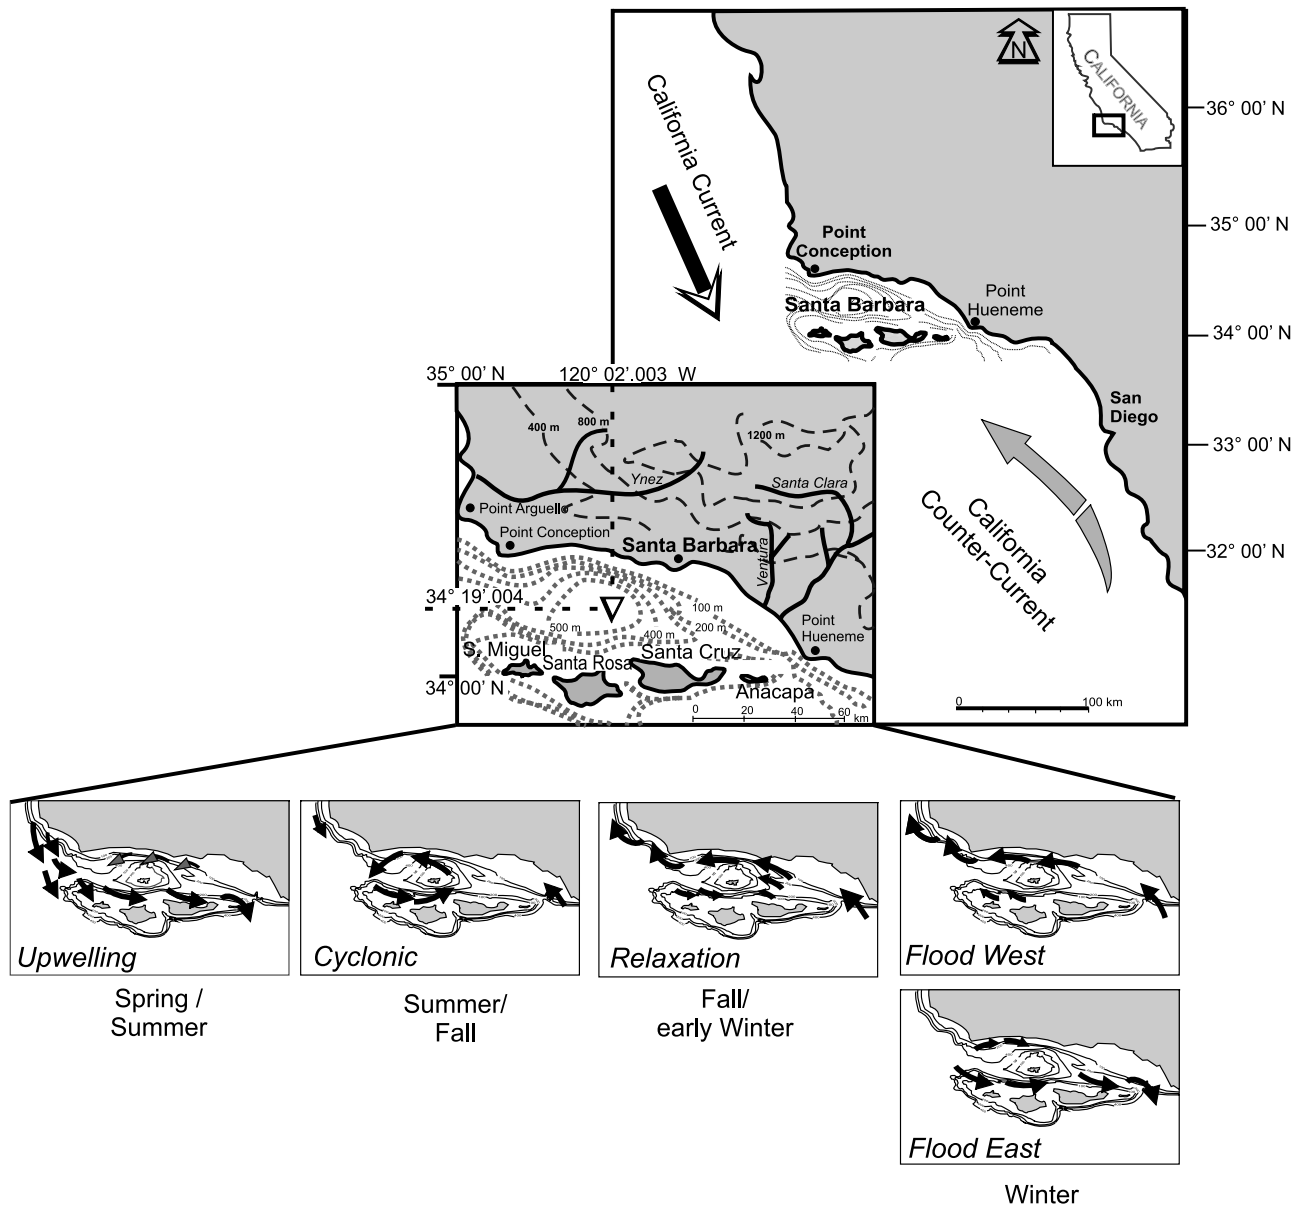 N
CALIFORNIA
36° 00' N
35° 00' N
34° 00' N
33° 00' N
32° 00' N
California Current
Point
Conception
Santa Barbara
Point
Hueneme
San
Diego
California
Counter-Current
0 100 km
35° 00' N 120° 02'.003 W
400 m 800 m 1200 m
Ynez
Santa Clara
Point Arguello
Point Conception
Santa Barbara
Ventura
34° 19'.004
100 m
500 m 400 m 200 m
Point
Hueneme
S. Miguel
Santa Rosa
Santa Cruz
34° 00' N
Anacapa
0 20 40 60
km
Upwelling
Spring /
Summer
Cyclonic
Summer/
Fall
Relaxation
Fall/
early Winter
Flood West
Flood East
Winter